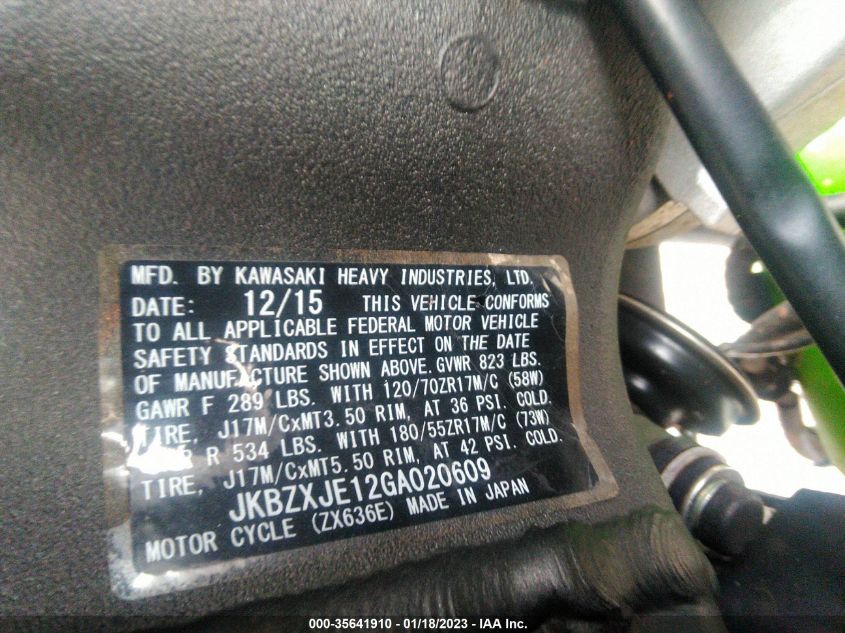 MFD. BY KAWASAKI HEAVY INDUSTRIES, LTD.
DATE: 12/15 THIS VEHICLE CONFORMS
TO ALL APPLICABLE FEDERAL MOTOR VEHICLE
SAFETY STANDARDS IN EFFECT ON THE DATE
OF MANUFACTURE SHOWN ABOVE. GVWR 823 LBS.
GAWR F 289 LBS. WITH 120/70ZR17M/C (58W)
TIRE, J17M/CxMT3.50 RIM, AT 36 PSI. COLD.
R 534 LBS. WITH 180/55ZR17M/C (73W)
TIRE, J17M/CxMT5.50 RIM, AT 42 PSI. COLD.
JKBZXJE12GA020609
MOTOR CYCLE (ZX636E) MADE IN JAPAN
000-35641910 - 01/18/2023 - IAA Inc.